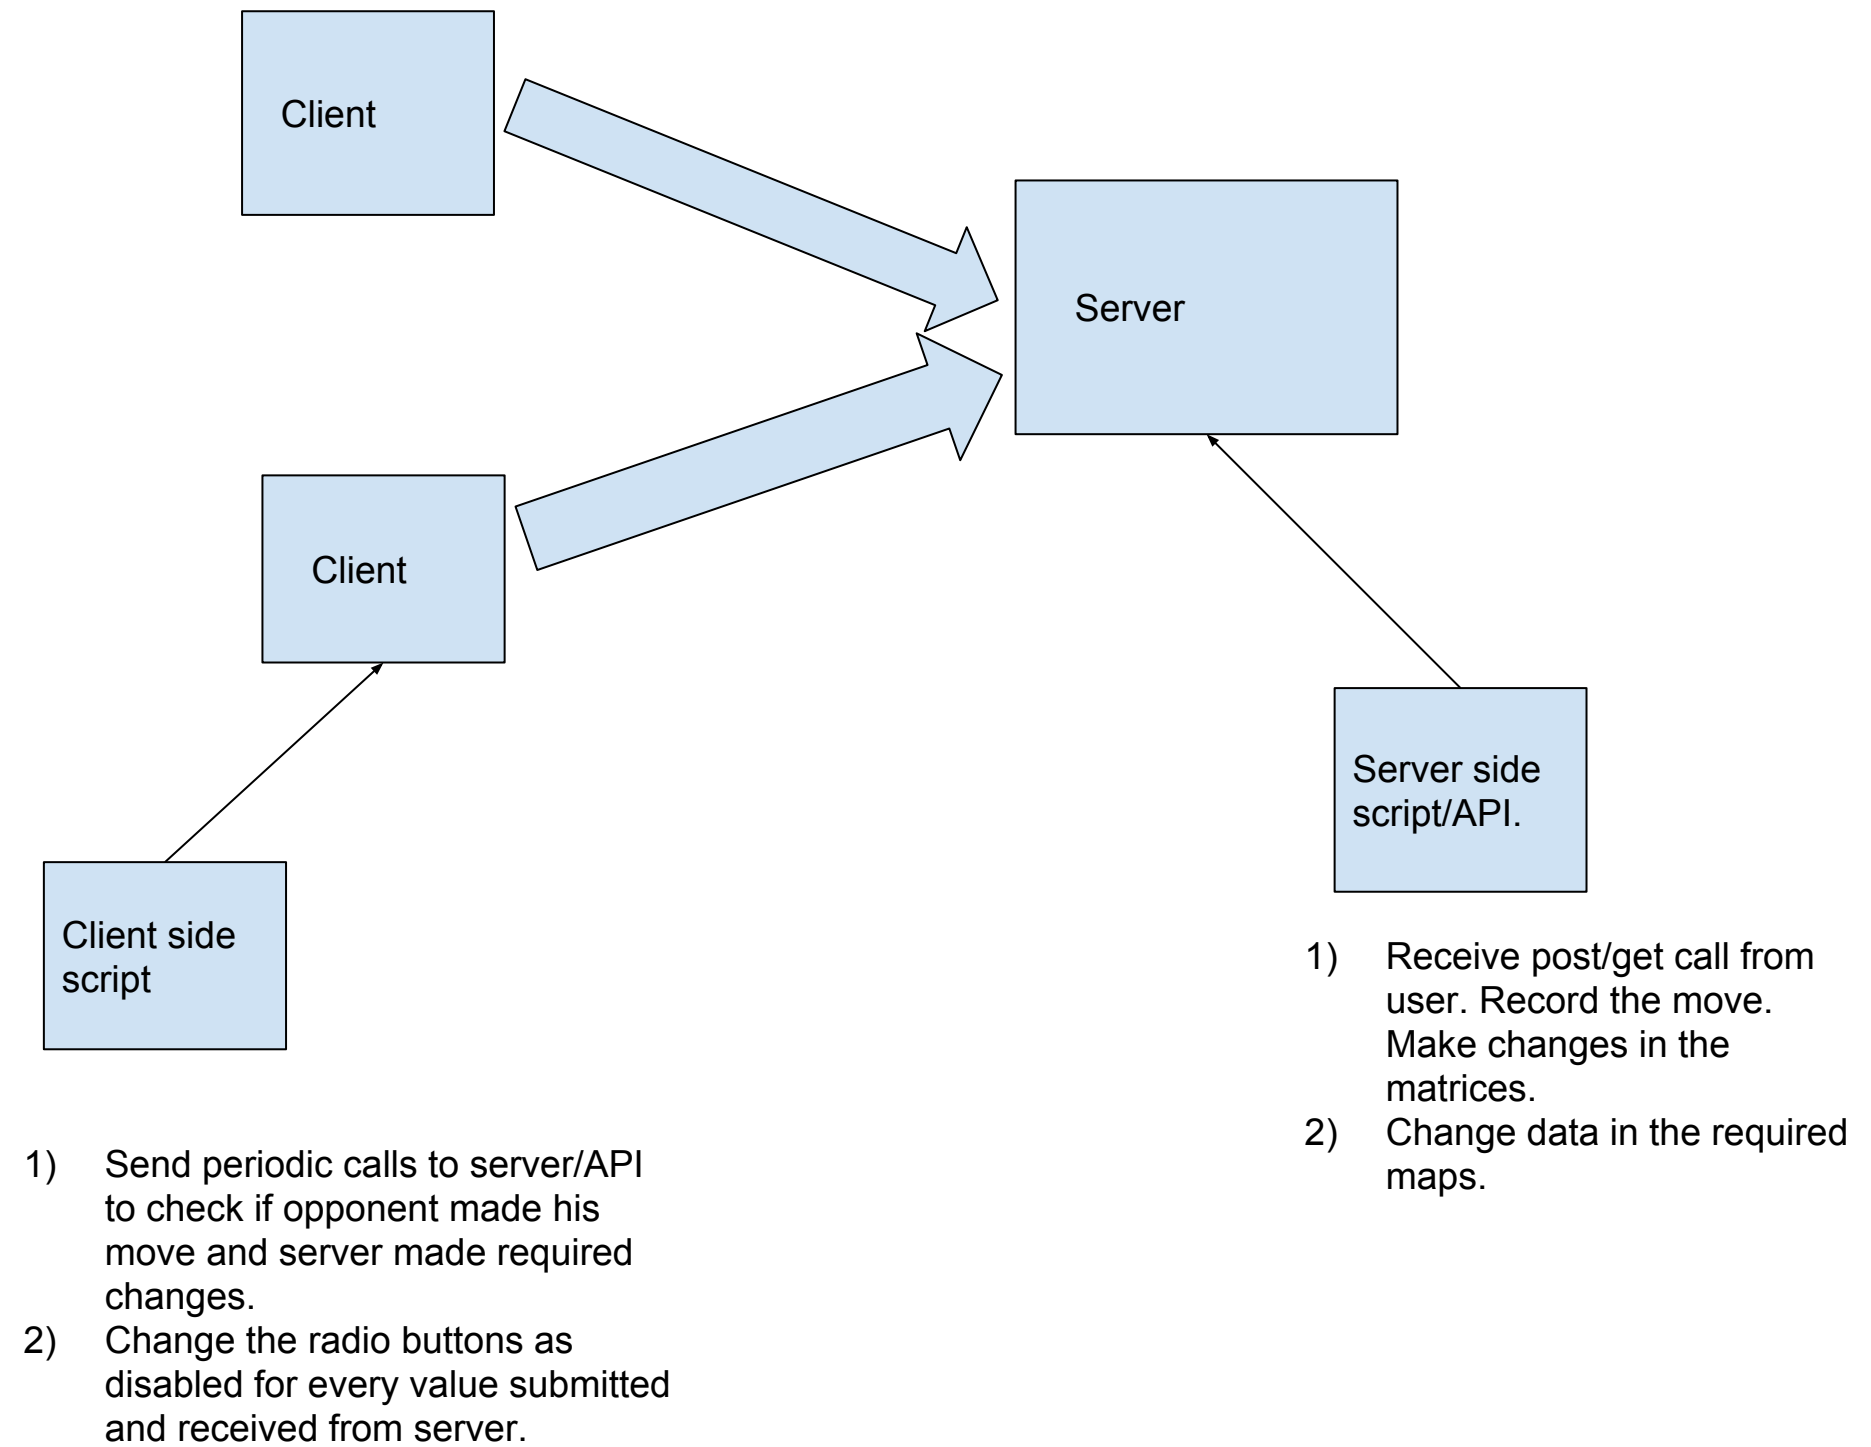 Client
Server
Client
Server side
script/API.
Client side
script
1) Receive post/get call from
user. Record the move.
Make changes in the
matrices.
2) Change data in the required
maps.
1) Send periodic calls to server/API
to check if opponent made his
move and server made required
changes.
2) Change the radio buttons as
disabled for every value submitted
and received from server.